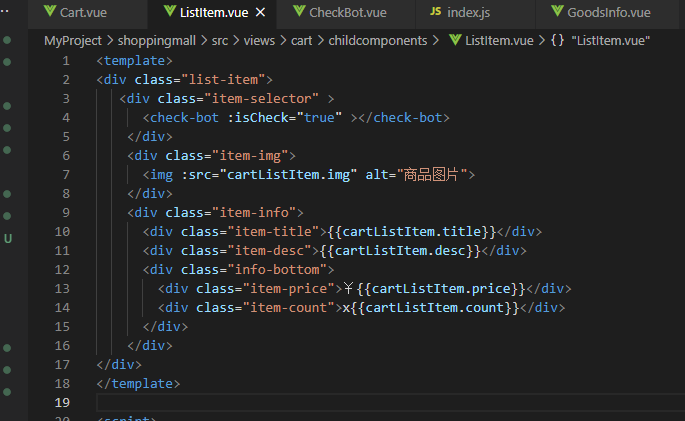 Cart.vue ListItem.vue CheckBot.vue JS index.js GoodsInfo.vue
MyProject > shoppingmall > src > views > cart > childcomponents > ListItem.vue > {} "ListItem.vue"
1 <template>
2 <div class="list-item">
3 <div class="item-selector" >
4 <check-bot :isCheck="true" ></check-bot>
5 </div>
6 <div class="item-img">
7 <img :src="cartListItem.img" alt="商品图片">
8 </div>
9 <div class="item-info">
10 <div class="item-title">{{cartListItem.title}}</div>
11 <div class="item-desc">{{cartListItem.desc}}</div>
12 <div class="info-bottom">
13 <div class="item-price">¥{{cartListItem.price}}</div>
14 <div class="item-count">x{{cartListItem.count}}</div>
15 </div>
16 </div>
U
17 </div>
18 </template>
19
20 <script>